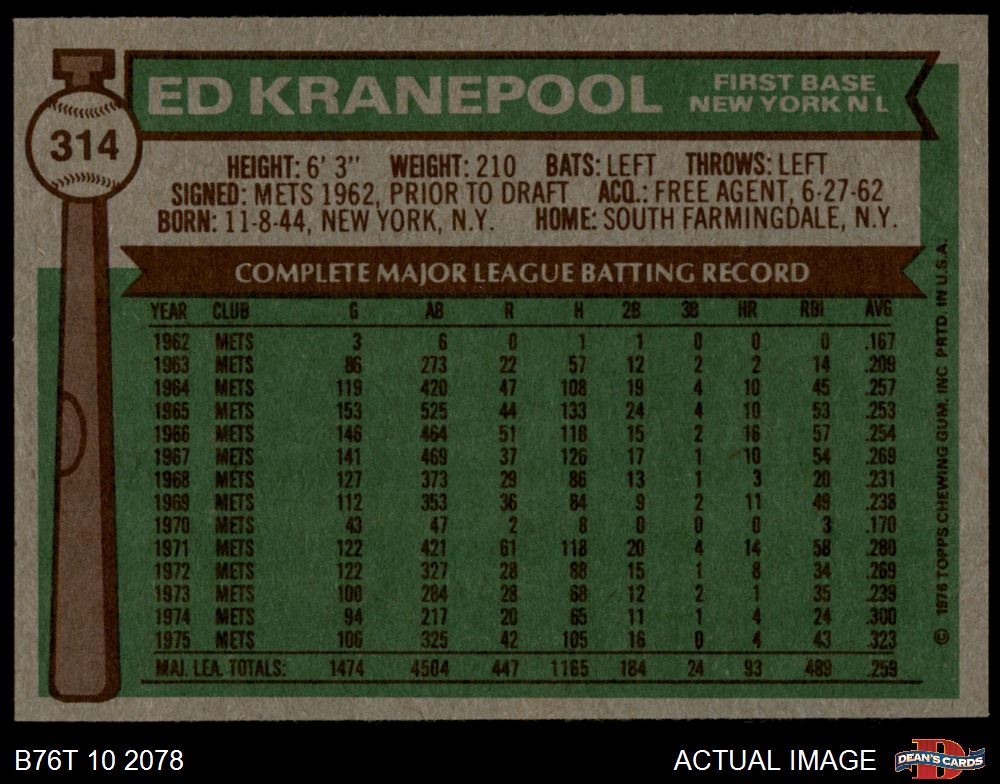 ED KRANEPOOL
FIRST BASE
NEW YORK N L
314
HEIGHT: 6' 3" WEIGHT: 210 BATS: LEFT THROWS: LEFT
SIGNED: METS 1962, PRIOR TO DRAFT ACQ.: FREE AGENT, 6-27-62
BORN: 11-8-44, NEW YORK, N.Y. HOME: SOUTH FARMINGDALE, N.Y.
COMPLETE MAJOR LEAGUE BATTING RECORD
YEAR CLUB G AB R H 2B 3B HR RBI AVG
1962 METS 3 6 0 1 1 0 0 0 .167
1963 METS 86 273 22 57 12 2 2 14 .209
1964 METS 119 420 47 108 19 4 10 45 .257
1965 METS 153 525 44 133 24 4 10 53 .253
1966 METS 146 464 51 118 15 2 16 57 .254
1967 METS 141 469 37 126 17 1 10 54 .269
1968 METS 127 373 29 86 13 1 3 20 .231
1969 METS 112 353 36 84 9 2 11 49 .238
1970 METS 43 47 2 8 0 0 0 3 .170
1971 METS 122 421 61 118 20 4 14 58 .280
1972 METS 122 327 28 88 15 1 8 34 .269
1973 METS 100 284 28 68 12 2 1 35 .239
1974 METS 94 217 20 65 11 1 4 24 .300
1975 METS 106 325 42 105 16 0 4 43 .323
MAJ. LEA. TOTALS: 1474 4504 447 1165 184 24 93 489 .259
© 1976 TOPPS CHEWING GUM, INC PRTD. IN U.S.A.
B76T 10 2078
ACTUAL IMAGE
D
DEAN'S CARDS